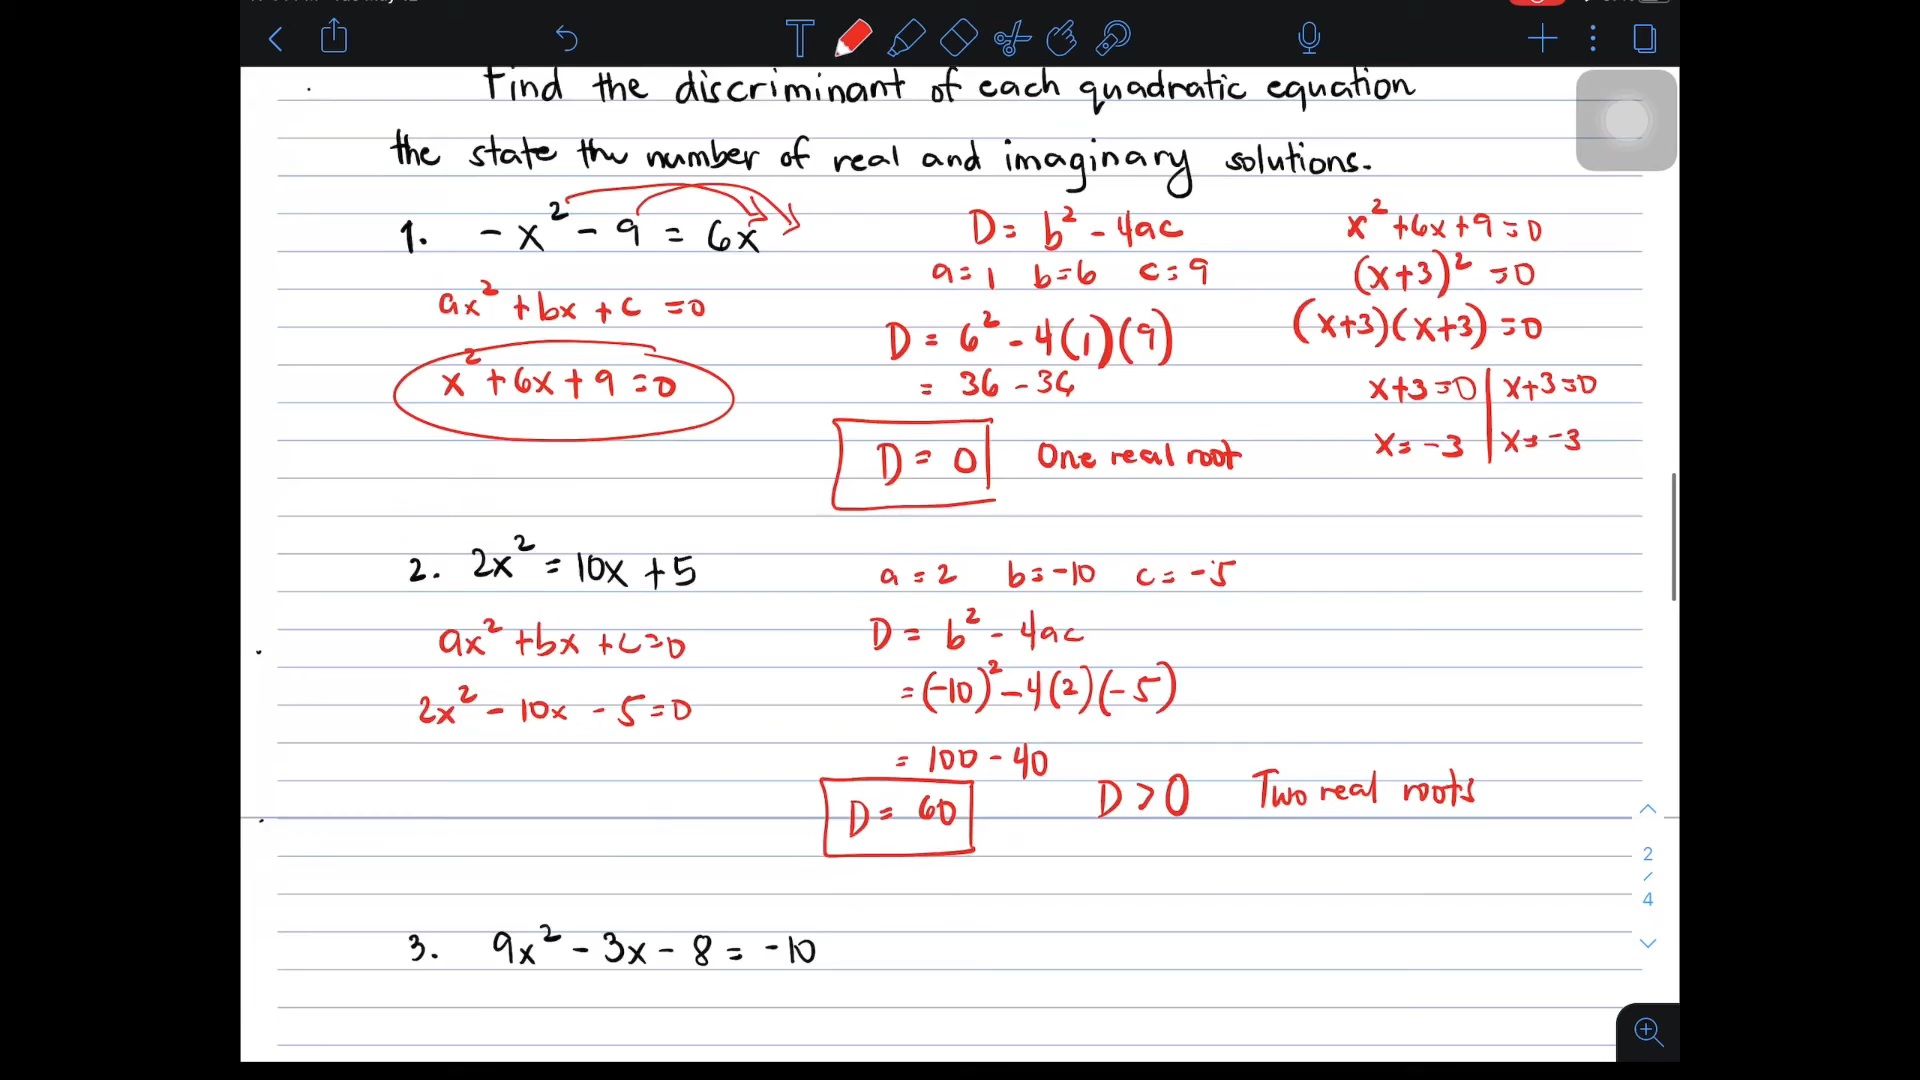 Find the discriminant of each quadratic equation
the state the number of real and imaginary solutions.
1. -x² - 9 = 6x
ax² + bx + c = 0
x² + 6x + 9 = 0
D = b² - 4ac
a = 1 b = 6 c = 9
D = 6² - 4(1)(9)
= 36 - 36
D = 0 One real root
x² + 6x + 9 = 0
(x+3)² = 0
(x+3)(x+3) = 0
x+3=0 | x+3=0
x = -3 | x = -3
2. 2x² = 10x + 5
ax² + bx + c = 0
2x² - 10x - 5 = 0
a = 2 b = -10 c = -5
D = b² - 4ac
= (-10)² - 4(2)(-5)
= 100 - 40
D = 60 D > 0 Two real roots
3. 9x² - 3x - 8 = -10
2
/
4